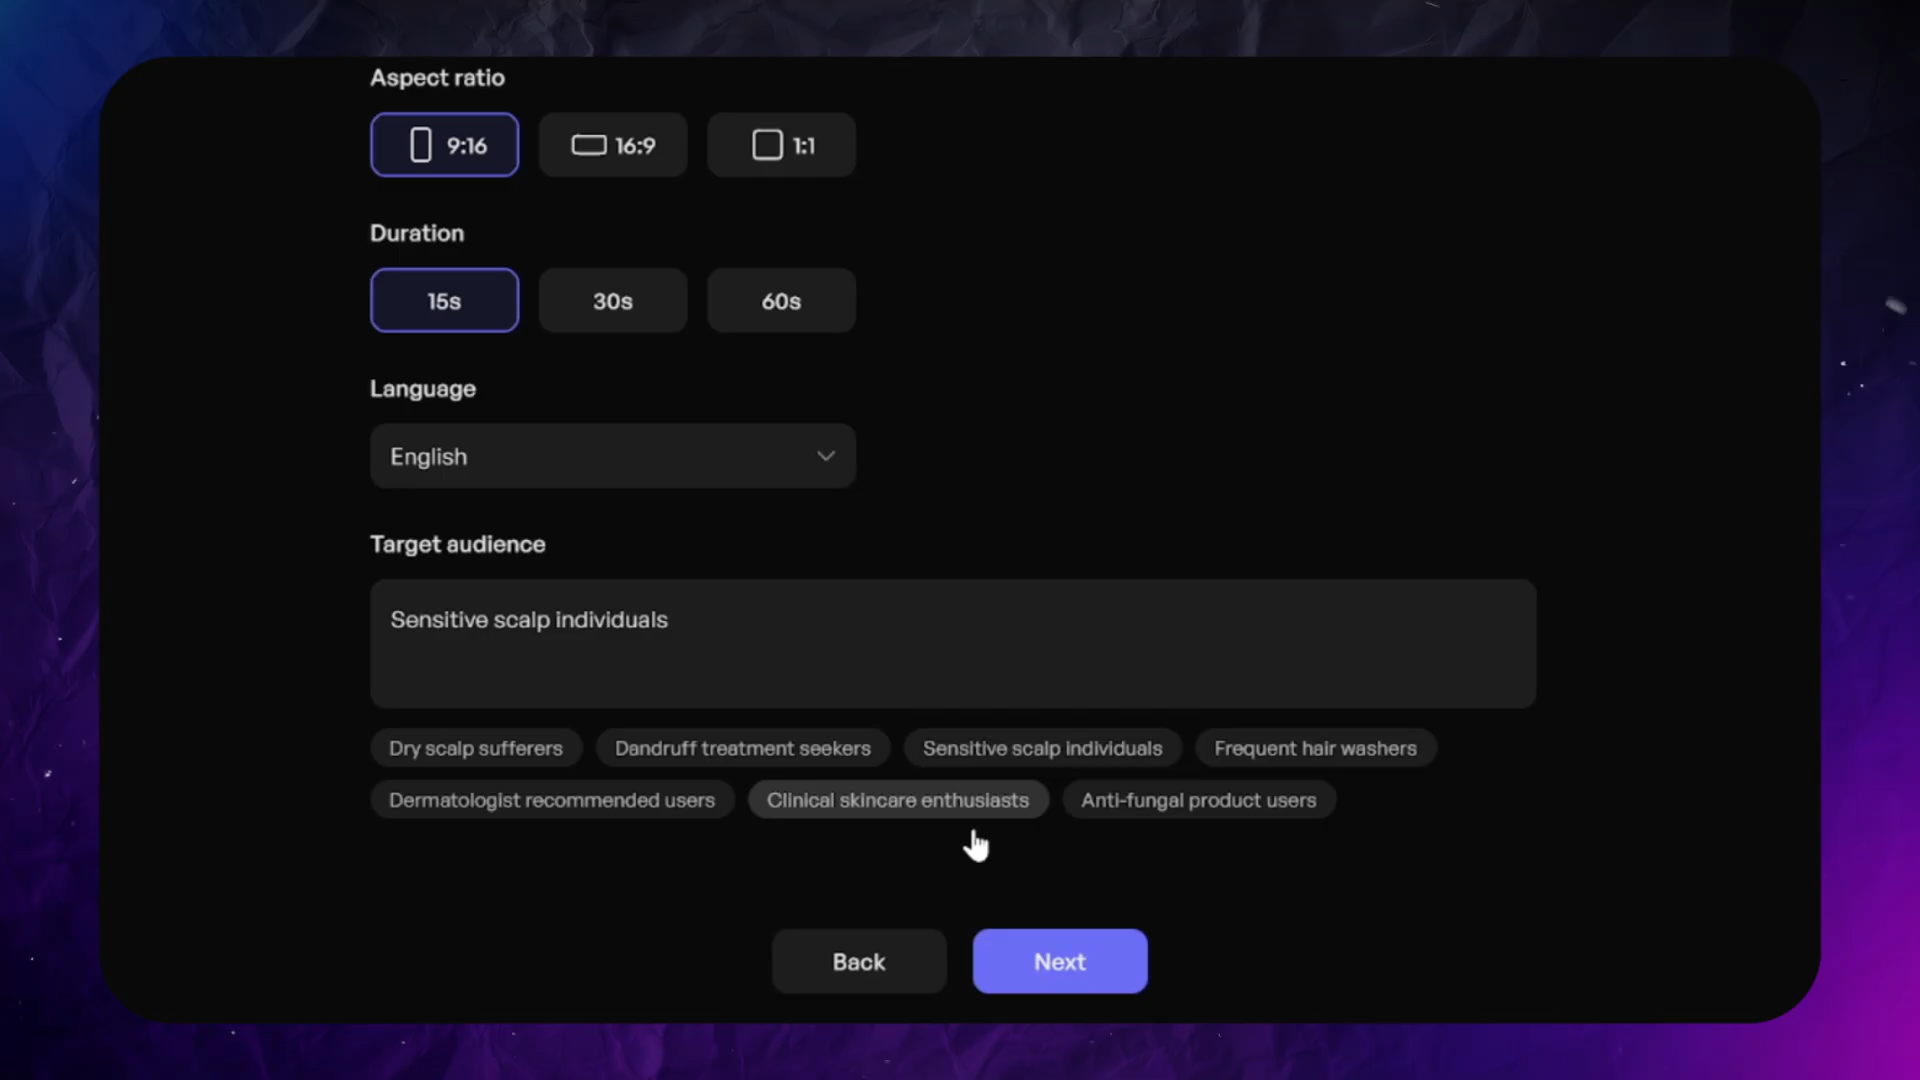 Aspect ratio
9:16 16:9 1:1
Duration
15s 30s 60s
Language
English
Target audience
Sensitive scalp individuals
Dry scalp sufferers Dandruff treatment seekers Sensitive scalp individuals Frequent hair washers
Dermatologist recommended users Clinical skincare enthusiasts Anti-fungal product users
Back Next